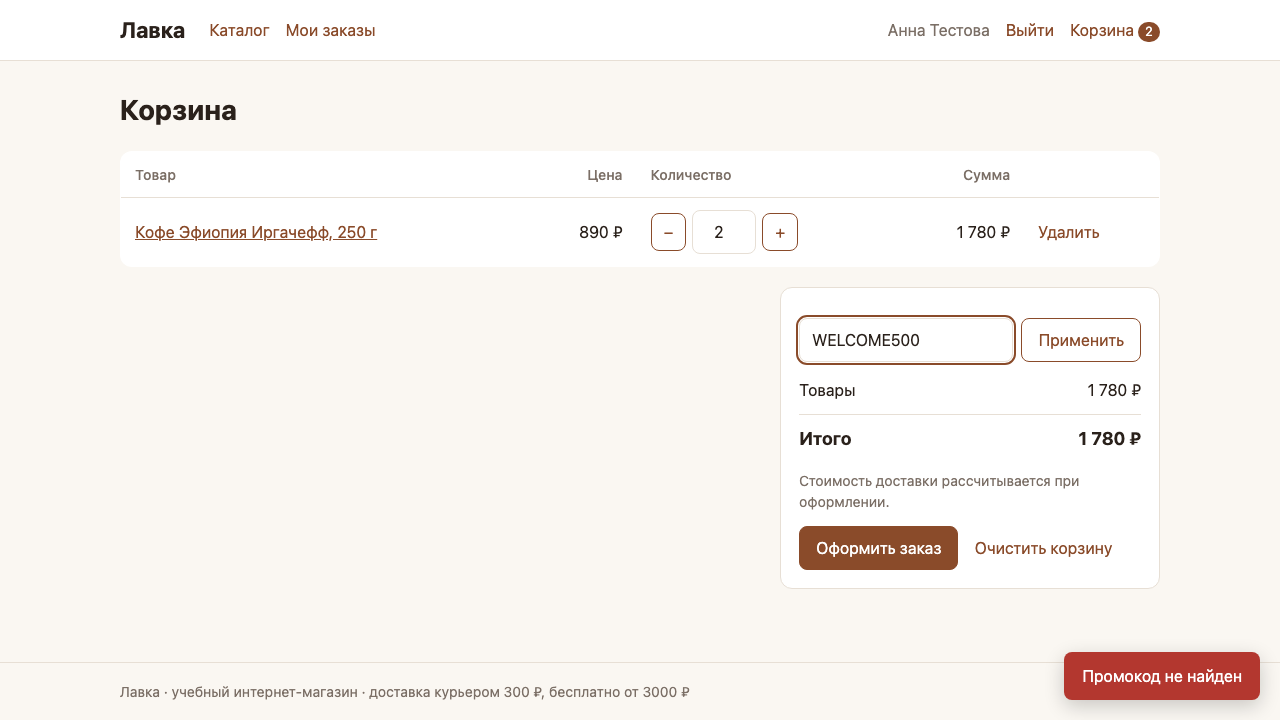 Лавка Каталог Мои заказы Анна Тестова Выйти Корзина 2
Корзина
Товар Цена Количество Сумма
Кофе Эфиопия Иргачефф, 250 г 890 ₽ − 2 + 1 780 ₽ Удалить
WELCOME500 Применить
Товары 1 780 ₽
Итого 1 780 ₽
Стоимость доставки рассчитывается при
оформлении.
Оформить заказ Очистить корзину
Промокод не найден
Лавка · учебный интернет-магазин · доставка курьером 300 ₽, бесплатно от 3000 ₽